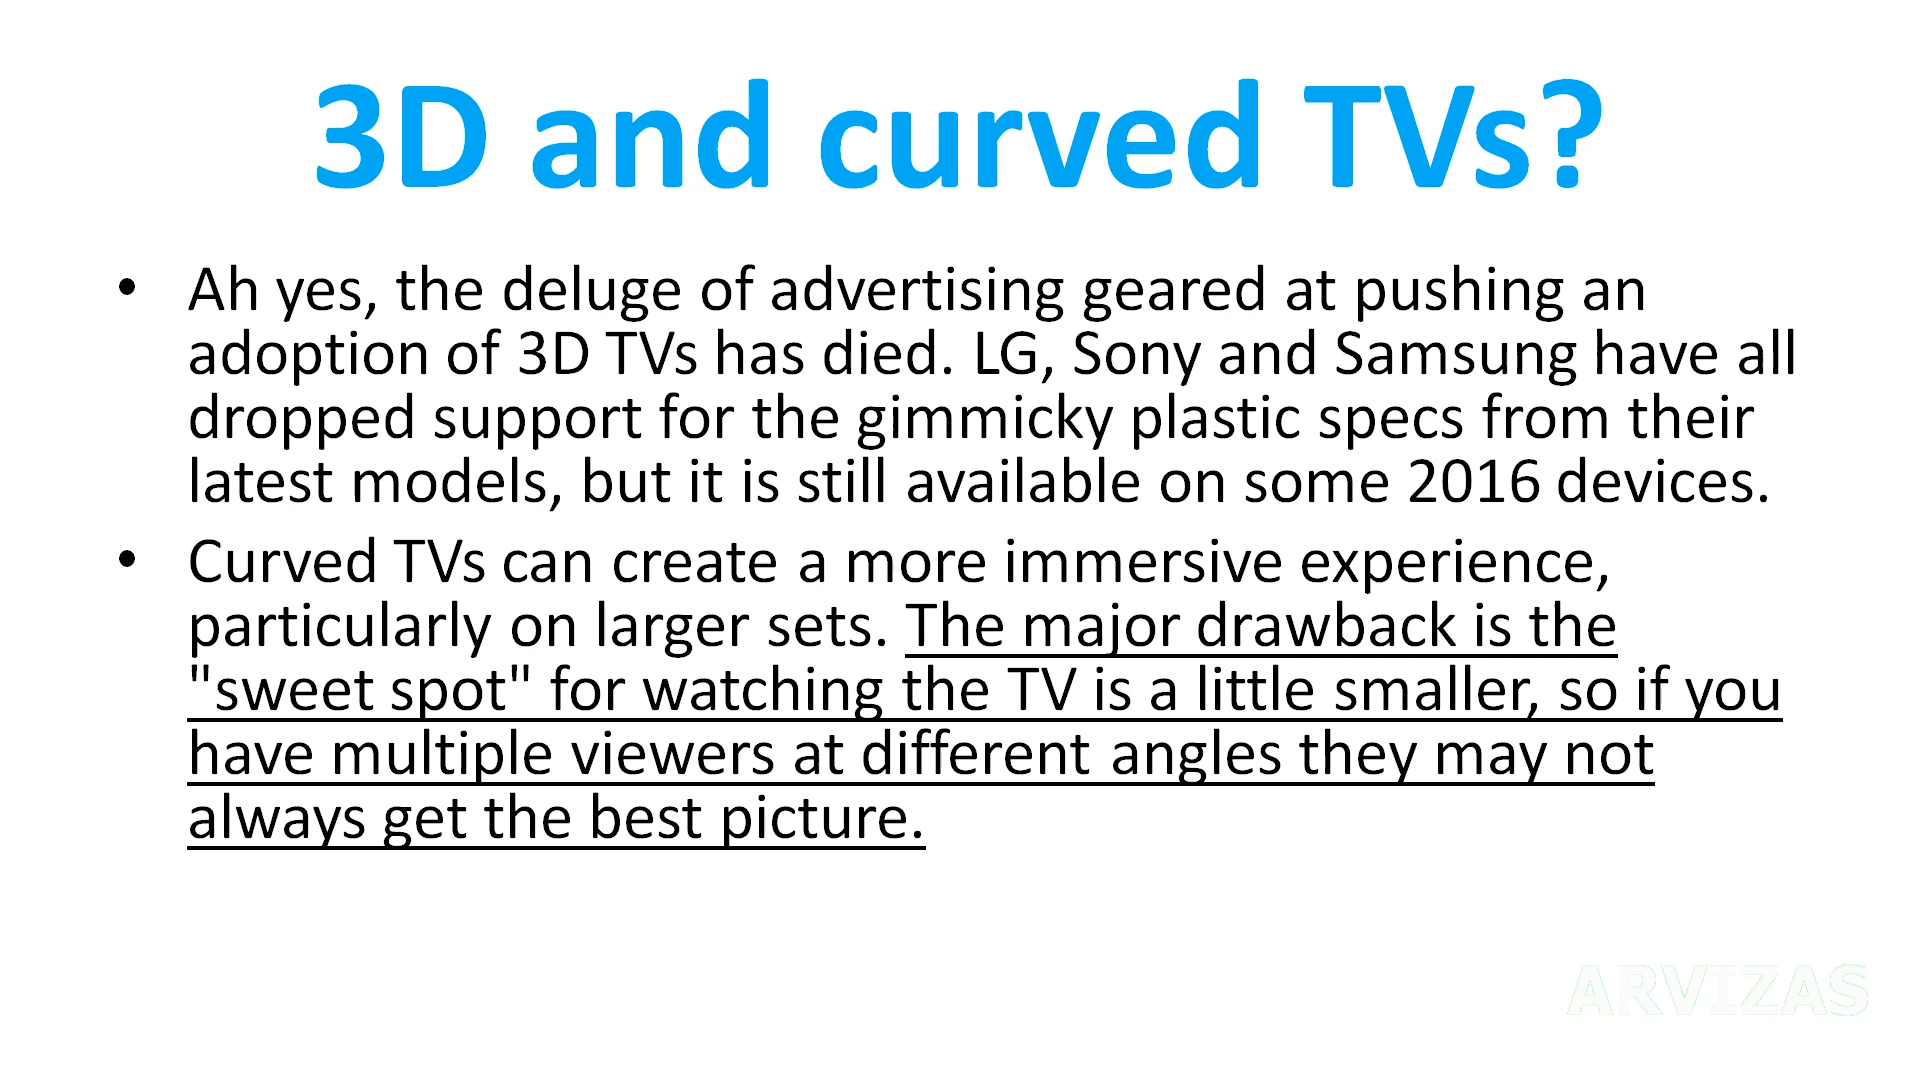 3D and curved TVs?
• Ah yes, the deluge of advertising geared at pushing an
adoption of 3D TVs has died. LG, Sony and Samsung have all
dropped support for the gimmicky plastic specs from their
latest models, but it is still available on some 2016 devices.
• Curved TVs can create a more immersive experience,
particularly on larger sets. The major drawback is the
"sweet spot" for watching the TV is a little smaller, so if you
have multiple viewers at different angles they may not
always get the best picture.
ARVIZAS